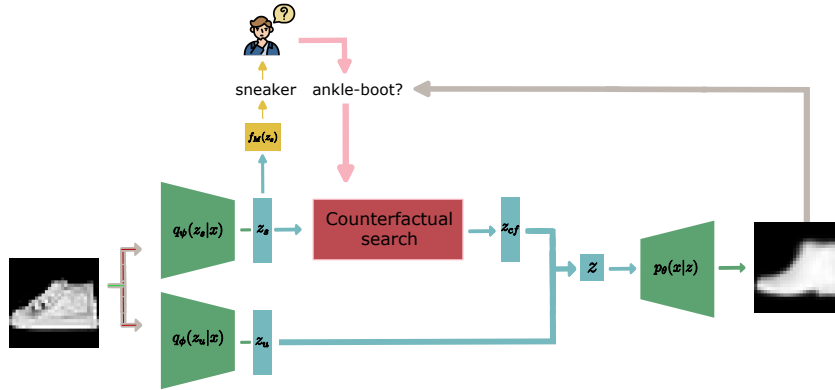 ?
sneaker
ankle-boot?
f_M(z_s)
q_ψ(z_s|x)
z_s
Counterfactual
search
z_cf
z
p_θ(x|z)
q_ϕ(z_u|x)
z_u